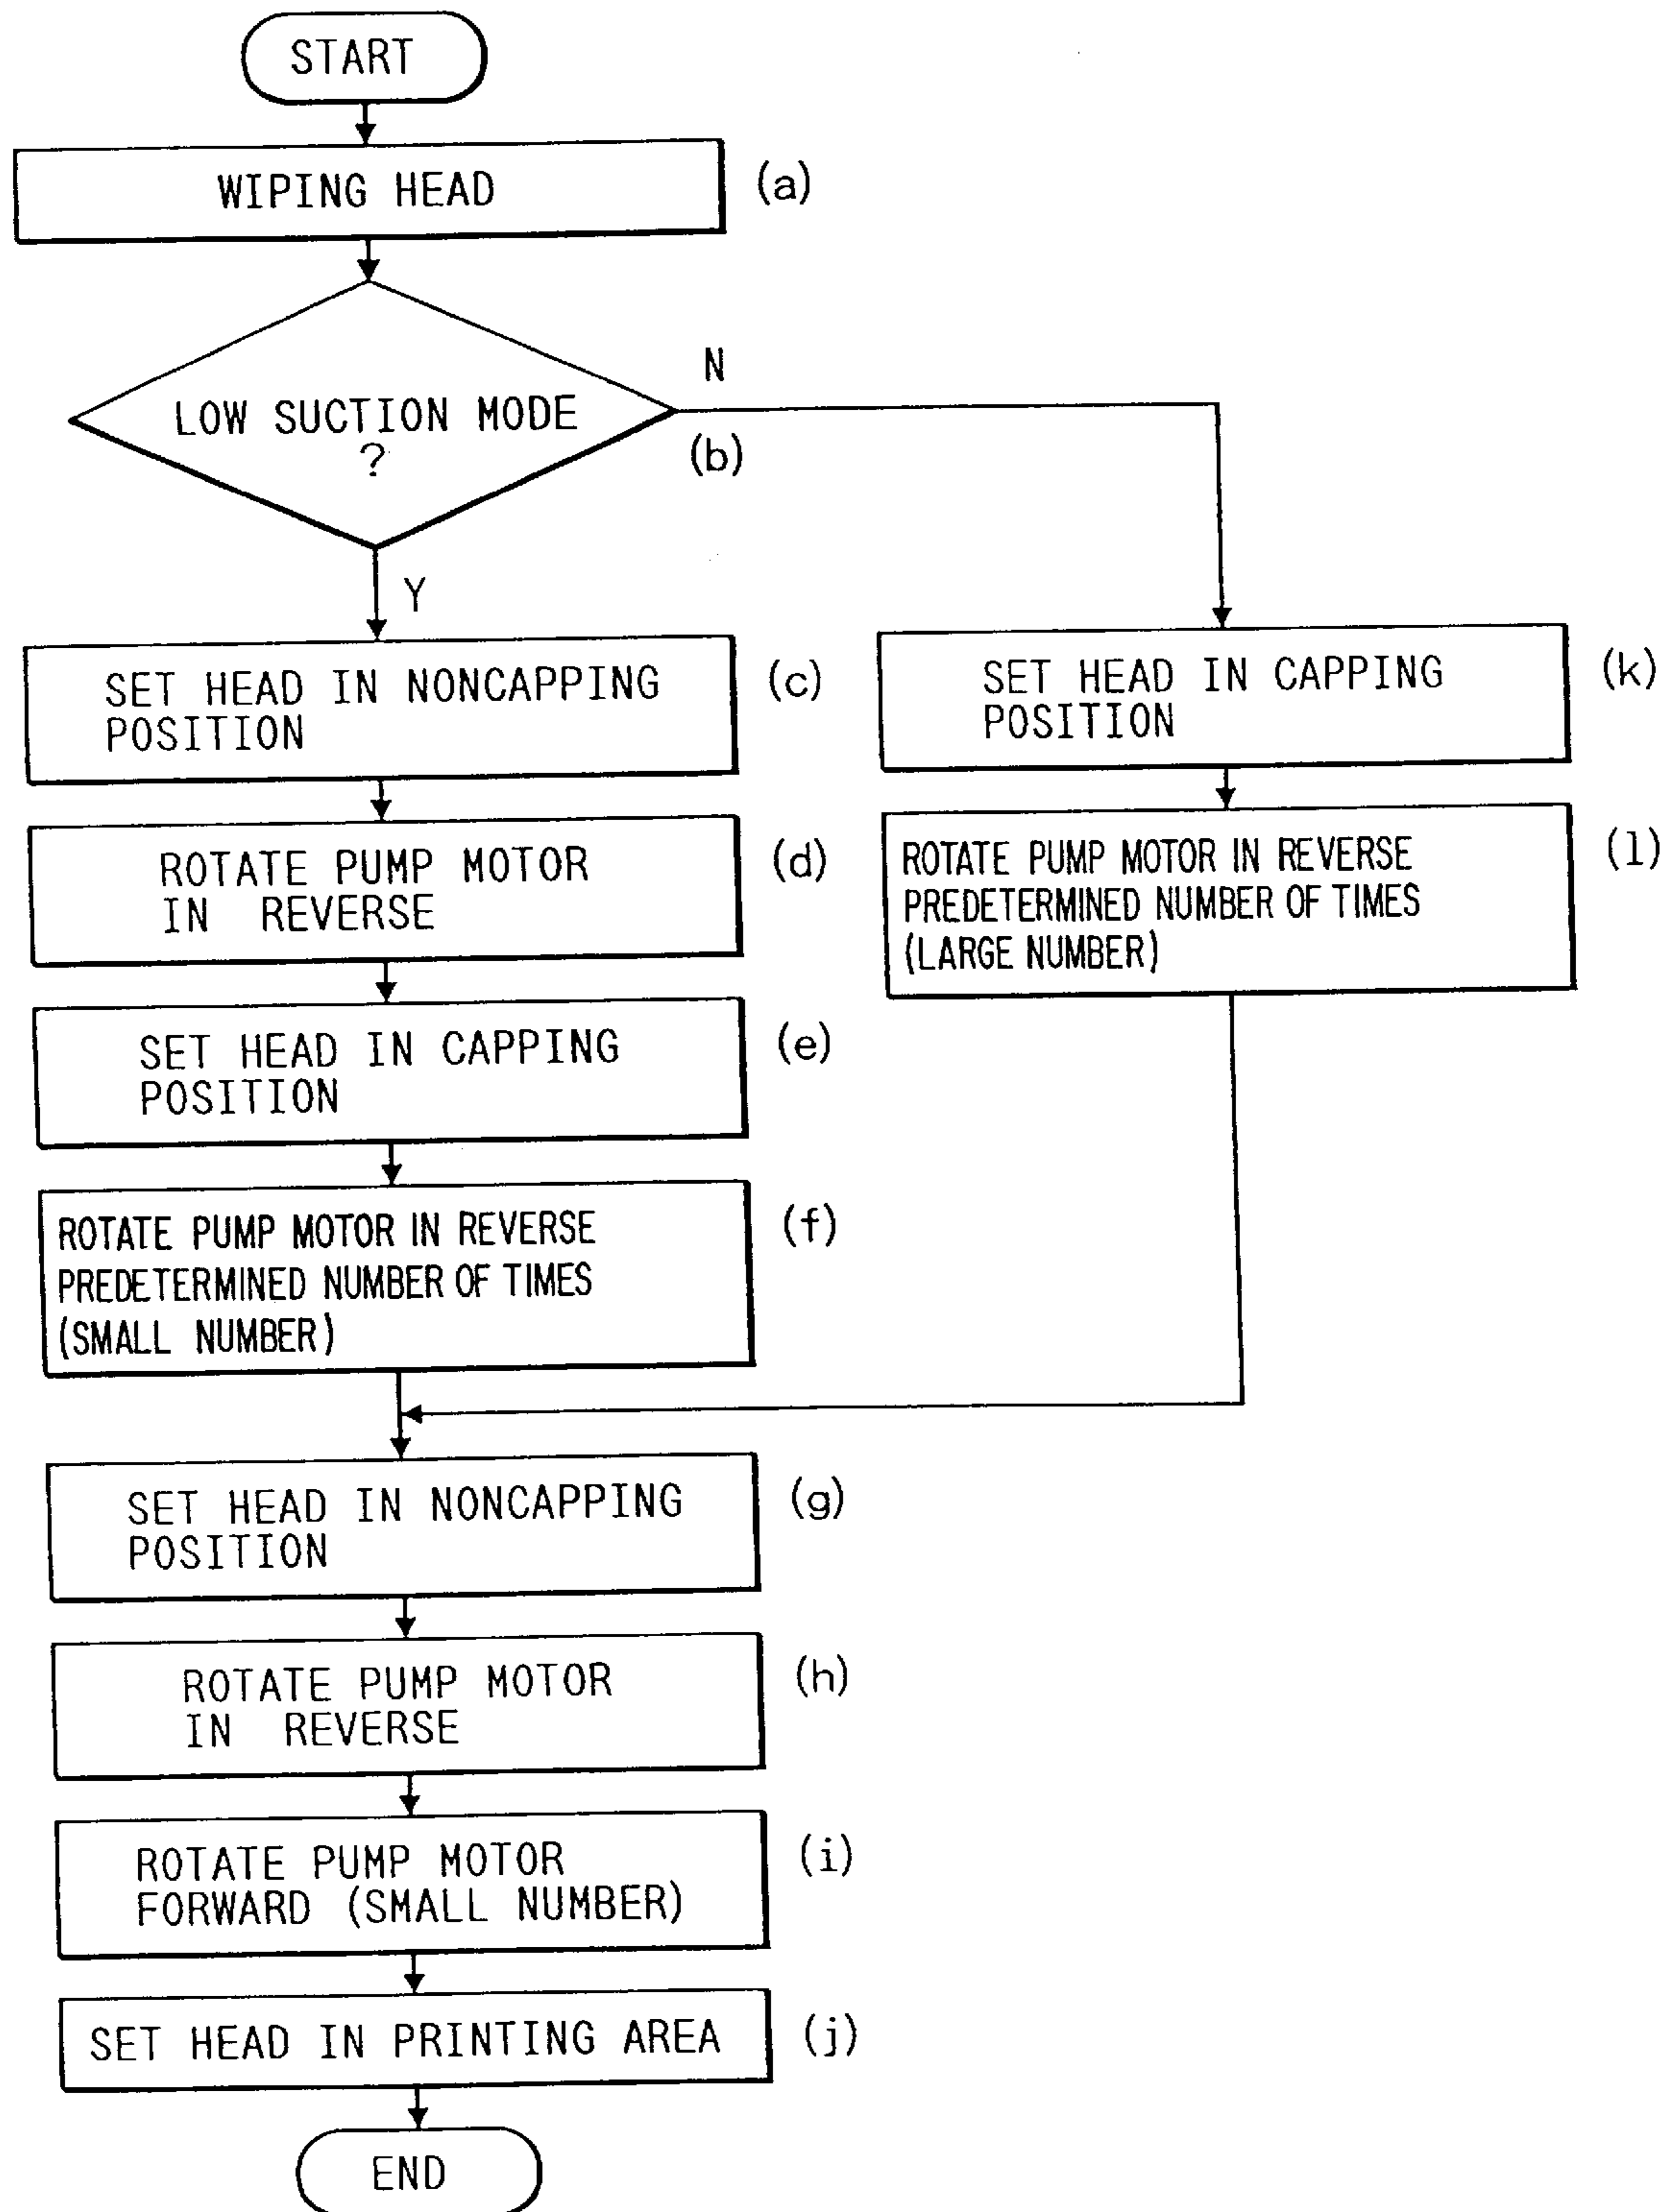 START
WIPING HEAD
(a)
LOW SUCTION MODE
?
N
(b)
Y
SET HEAD IN NONCAPPING
POSITION
(c)
SET HEAD IN CAPPING
POSITION
(k)
ROTATE PUMP MOTOR
IN REVERSE
(d)
ROTATE PUMP MOTOR IN REVERSE
PREDETERMINED NUMBER OF TIMES
(LARGE NUMBER)
(l)
SET HEAD IN CAPPING
POSITION
(e)
ROTATE PUMP MOTOR IN REVERSE
PREDETERMINED NUMBER OF TIMES
(SMALL NUMBER)
(f)
SET HEAD IN NONCAPPING
POSITION
(g)
ROTATE PUMP MOTOR
IN REVERSE
(h)
ROTATE PUMP MOTOR
FORWARD (SMALL NUMBER)
(i)
SET HEAD IN PRINTING AREA
(j)
END